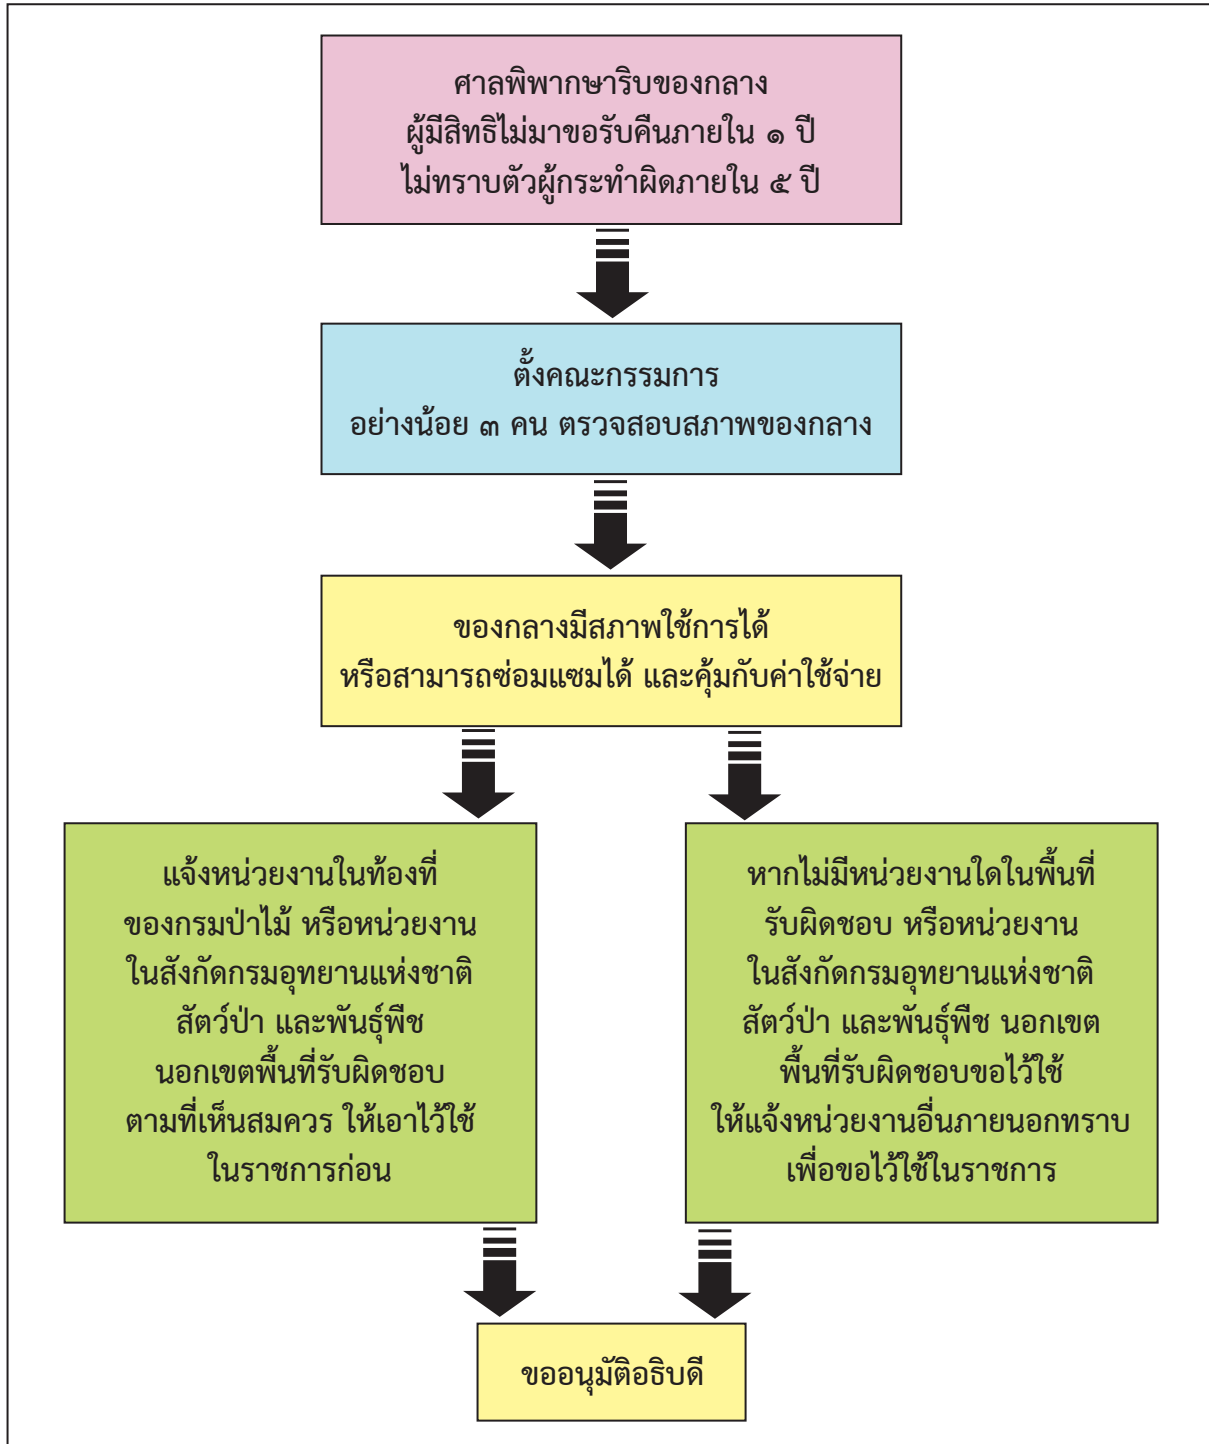 ศาลพิพากษาริบของกลาง
ผู้มีสิทธิไม่มาขอรับคืนภายใน ๑ ปี
ไม่ทราบตัวผู้กระทำผิดภายใน ๕ ปี
ตั้งคณะกรรมการ
อย่างน้อย ๓ คน ตรวจสอบสภาพของกลาง
ของกลางมีสภาพใช้การได้
หรือสามารถซ่อมแซมได้ และคุ้มกับค่าใช้จ่าย
แจ้งหน่วยงานในท้องที่
ของกรมป่าไม้ หรือหน่วยงาน
ในสังกัดกรมอุทยานแห่งชาติ
สัตว์ป่า และพันธุ์พืช
นอกเขตพื้นที่รับผิดชอบ
ตามที่เห็นสมควร ให้เอาไว้ใช้
ในราชการก่อน
หากไม่มีหน่วยงานใดในพื้นที่
รับผิดชอบ หรือหน่วยงาน
ในสังกัดกรมอุทยานแห่งชาติ
สัตว์ป่า และพันธุ์พืช นอกเขต
พื้นที่รับผิดชอบขอไว้ใช้
ให้แจ้งหน่วยงานอื่นภายนอกทราบ
เพื่อขอไว้ใช้ในราชการ
ขออนุมัติอธิบดี